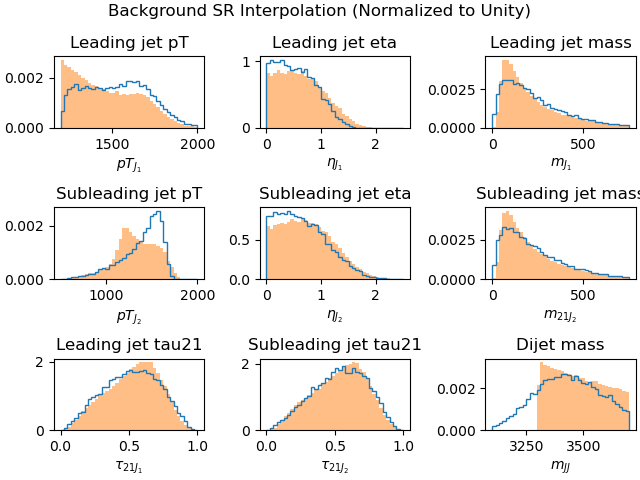 Background SR Interpolation (Normalized to Unity)
Leading jet pT
Leading jet eta
Leading jet mass
0.002
0.000
1500
2000
pT_{J_1}
1
0
0
1
2
η_{J_1}
0.0025
0.0000
0
500
m_{J_1}
Subleading jet pT
Subleading jet eta
Subleading jet mass
0.002
0.000
1000
2000
pT_{J_2}
0.5
0.0
0
1
2
η_{J_2}
0.0025
0.0000
0
500
m_{21J_2}
Leading jet tau21
Subleading jet tau21
Dijet mass
2
0
0.0
0.5
1.0
τ_{21J_1}
2
0
0.0
0.5
1.0
τ_{21J_2}
0.002
0.000
3250
3500
m_{JJ}